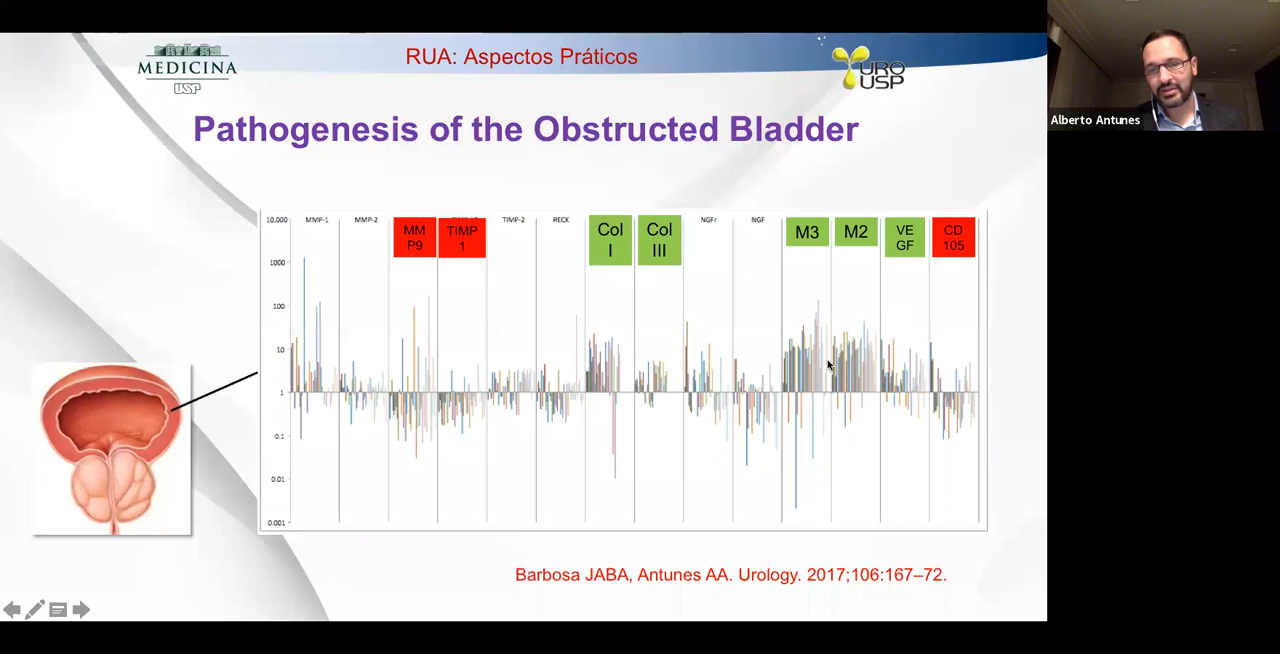 MEDICINA
USP
RUA: Aspectos Práticos
URO
USP
Alberto Antunes
Pathogenesis of the Obstructed Bladder
10,000
MMP-1
MMP-2
MM
P9
TIMP
1
TIMP-2
RECK
Col
I
Col
III
NGFr
NGF
M3
M2
VE
GF
CD
105
1000
100
10
1
0.1
0.01
0.001
Barbosa JABA, Antunes AA. Urology. 2017;106:167–72.